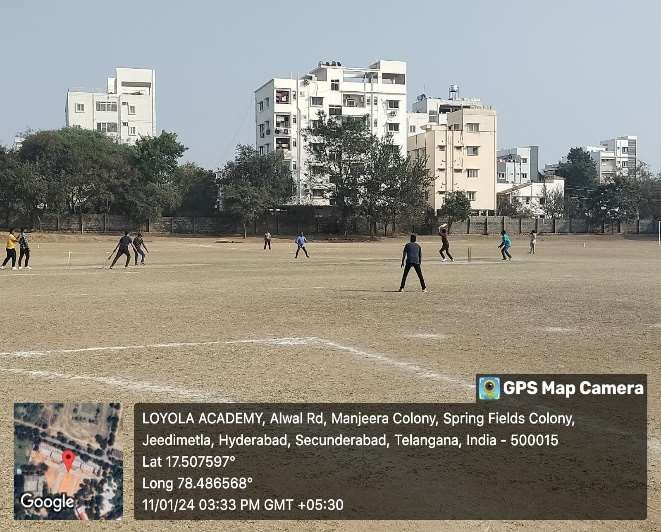 GPS Map Camera
LOYOLA ACADEMY, Alwal Rd, Manjeera Colony, Spring Fields Colony,
Jeedimetla, Hyderabad, Secunderabad, Telangana, India - 500015
Lat 17.507597°
Long 78.486568°
11/01/24 03:33 PM GMT +05:30
Google